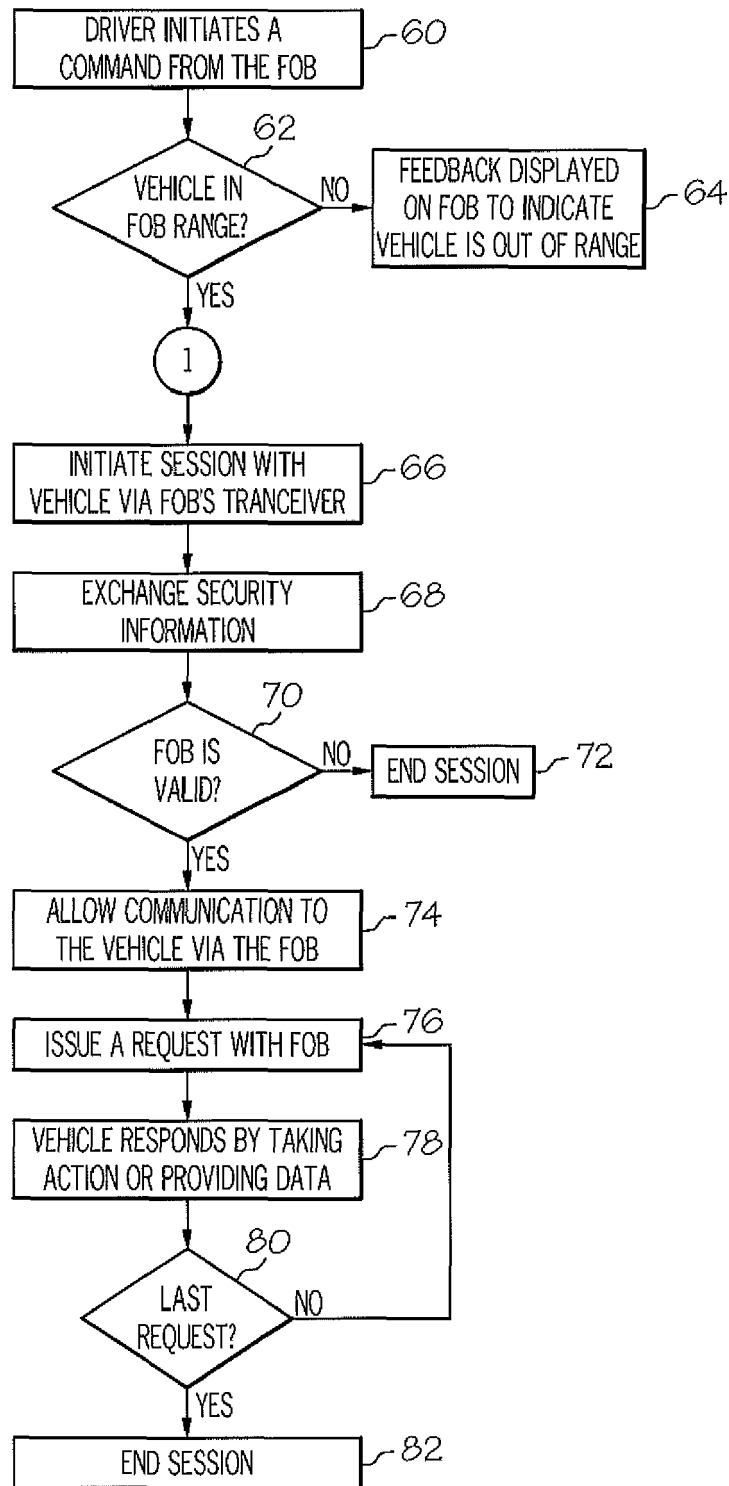 DRIVER INITIATES A
COMMAND FROM THE FOB
60
62
VEHICLE IN
FOB RANGE?
NO
FEEDBACK DISPLAYED
ON FOB TO INDICATE
VEHICLE IS OUT OF RANGE
64
YES
1
INITIATE SESSION WITH
VEHICLE VIA FOB'S TRANCEIVER
66
EXCHANGE SECURITY
INFORMATION
68
70
FOB IS
VALID?
NO
END SESSION
72
YES
ALLOW COMMUNICATION TO
THE VEHICLE VIA THE FOB
74
ISSUE A REQUEST WITH FOB
76
VEHICLE RESPONDS BY TAKING
ACTION OR PROVIDING DATA
78
80
LAST
REQUEST?
NO
YES
END SESSION
82